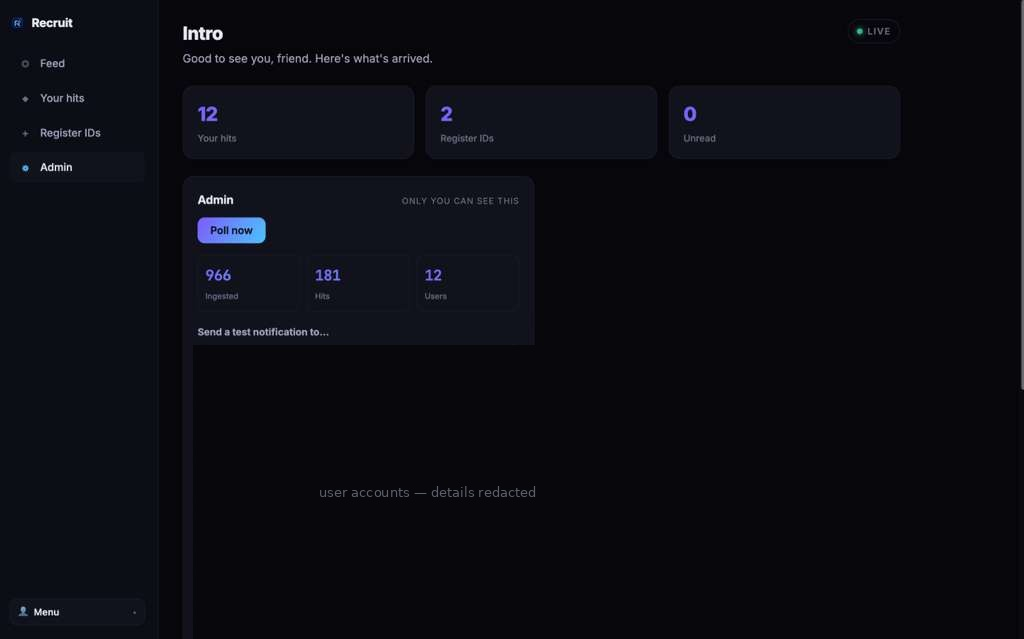 Recruit
Feed
Your hits
Register IDs
Admin
Menu
Intro
LIVE
Good to see you, friend. Here's what's arrived.
12
Your hits
2
Register IDs
0
Unread
Admin
ONLY YOU CAN SEE THIS
Poll now
966
Ingested
181
Hits
12
Users
Send a test notification to...
user accounts — details redacted